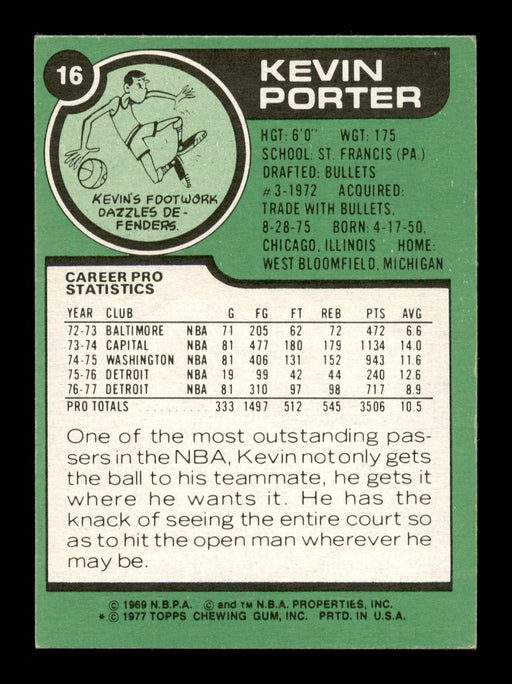 16
KEVIN
PORTER
KEVIN'S FOOTWORK
DAZZLES DE-
FENDERS.
HGT: 6'0" WGT: 175
SCHOOL: ST. FRANCIS (PA.)
DRAFTED: BULLETS
#3-1972 ACQUIRED:
TRADE WITH BULLETS.
8-28-75 BORN: 4-17-50,
CHICAGO, ILLINOIS HOME:
WEST BLOOMFIELD, MICHIGAN
CAREER PRO
STATISTICS
YEAR CLUB G FG FT REB PTS AVG
72-73 BALTIMORE NBA 71 205 62 72 472 6.6
73-74 CAPITAL NBA 81 477 180 179 1134 14.0
74-75 WASHINGTON NBA 81 406 131 152 943 11.6
75-76 DETROIT NBA 19 99 42 44 240 12.6
76-77 DETROIT NBA 81 310 97 98 717 8.9
PRO TOTALS .......... 333 1497 512 545 3506 10.5
One of the most outstanding pas-
sers in the NBA, Kevin not only gets
the ball to his teammate, he gets it
where he wants it. He has the
knack of seeing the entire court so
as to hit the open man wherever he
may be.
© 1969 N.B.P.A. © and TM N.B.A. PROPERTIES, INC.
*.© 1977 TOPPS CHEWING GUM, INC. PRTD. IN U.S.A.